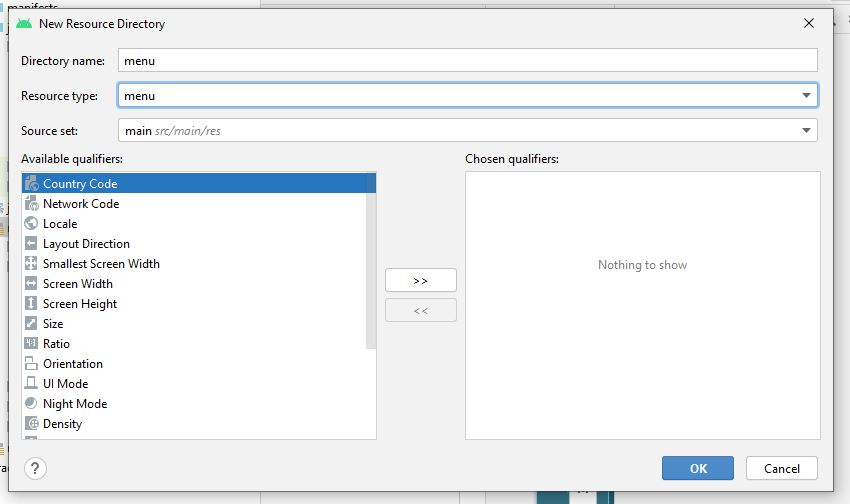 manifests
New Resource Directory
Directory name: menu
Resource type: menu
Source set: main src/main/res
Available qualifiers: Chosen qualifiers:
Country Code
Network Code
Locale
Layout Direction
Smallest Screen Width
Screen Width
Screen Height
Size
Ratio
Orientation
UI Mode
Night Mode
Density
>>
<<
Nothing to show
?
OK Cancel